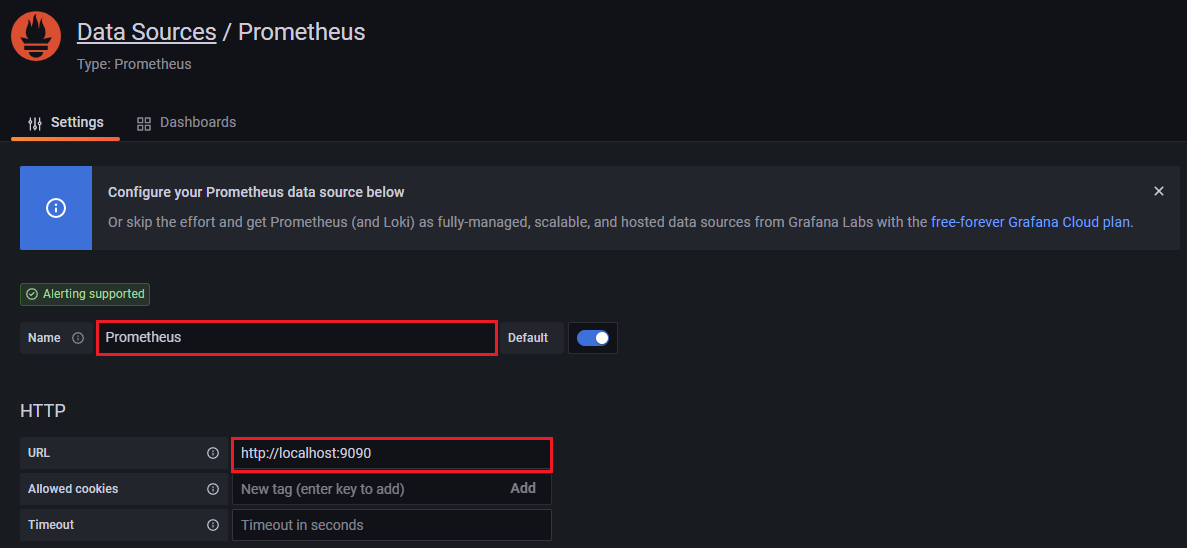 Data Sources / Prometheus
Type: Prometheus
Settings Dashboards
Configure your Prometheus data source below
Or skip the effort and get Prometheus (and Loki) as fully-managed, scalable, and hosted data sources from Grafana Labs with the free-forever Grafana Cloud plan.
Alerting supported
Name Prometheus Default
HTTP
URL http://localhost:9090
Allowed cookies New tag (enter key to add) Add
Timeout Timeout in seconds